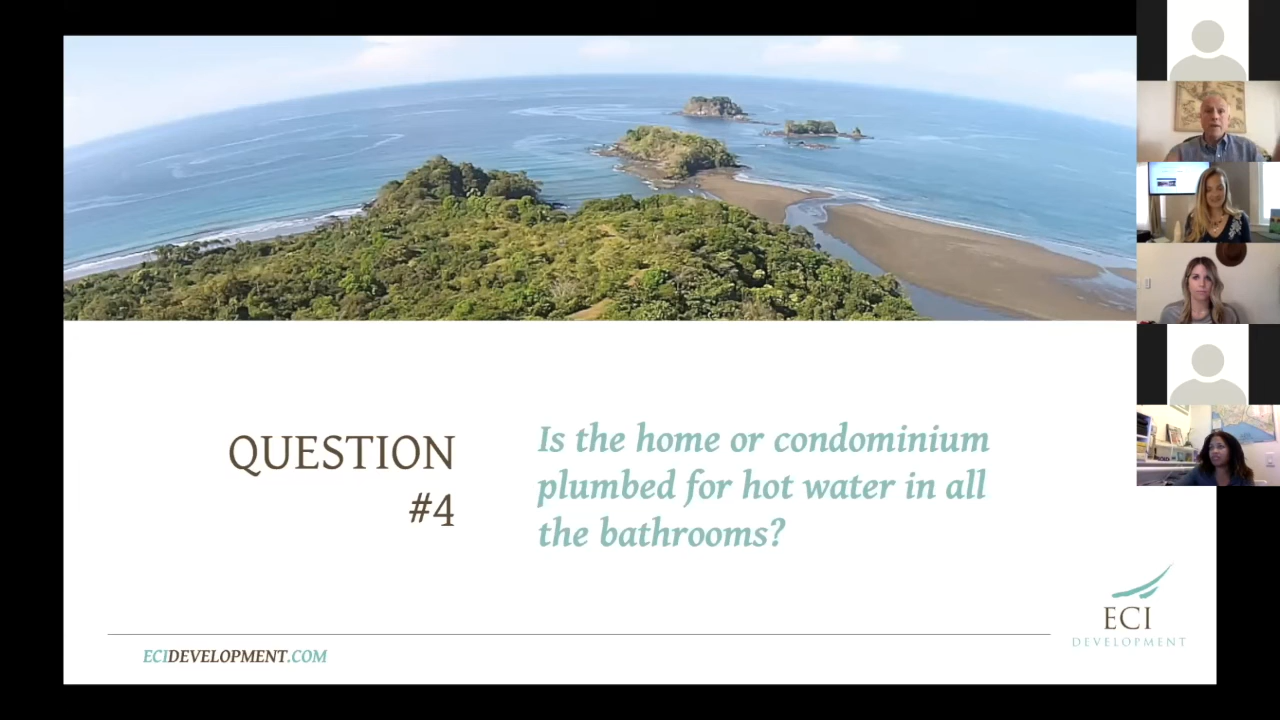 QUESTION
#4
Is the home or condominium
plumbed for hot water in all
the bathrooms?
ECI
DEVELOPMENT
ECIDEVELOPMENT.COM